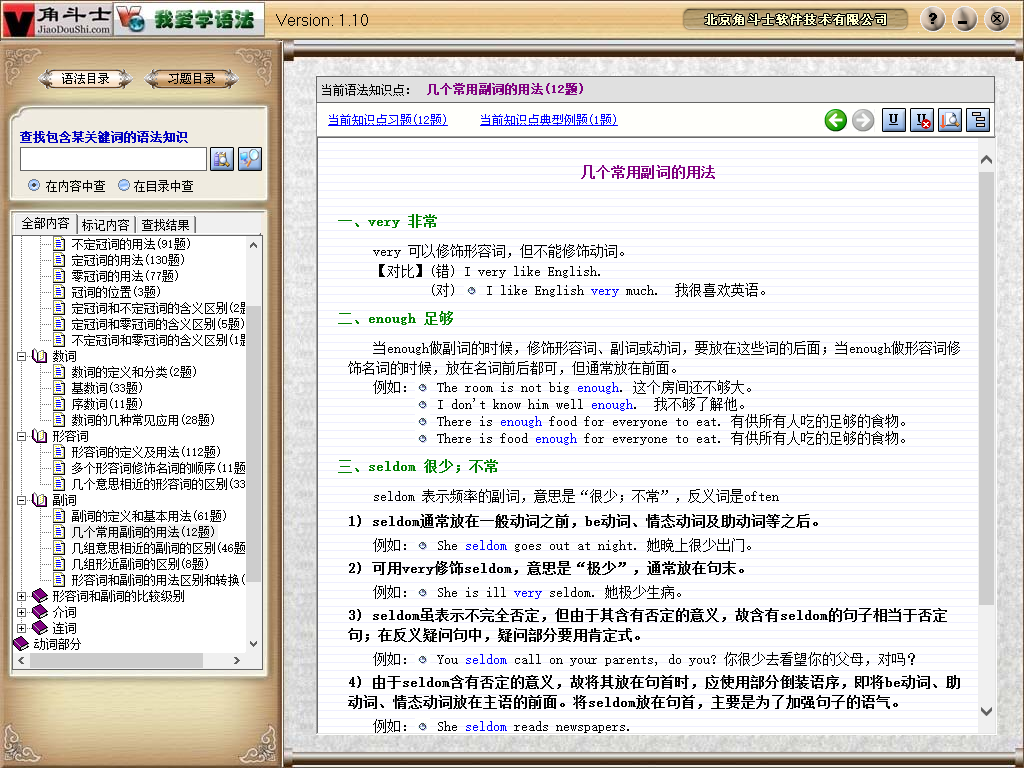 角斗士
JiaoDouShi.com
我爱学语法
Version: 1.10
北京角斗士软件技术有限公司
语法目录
习题目录
查找包含某关键词的语法知识
在内容中查
在目录中查
全部内容
标记内容
查找结果
不定冠词的用法(91题)
定冠词的用法(130题)
零冠词的用法(77题)
冠词的位置(3题)
定冠词和不定冠词的含义区别(2题
定冠词和零冠词的含义区别(5题)
不定冠词和零冠词的含义区别(1题
数词
数词的定义和分类(2题)
基数词(33题)
序数词(11题)
数词的几种常见应用(28题)
形容词
形容词的定义及用法(112题)
多个形容词修饰名词的顺序(11题
几个意思相近的形容词的区别(33
副词
副词的定义和基本用法(61题)
几个常用副词的用法(12题)
几组意思相近的副词的区别(46题
几组形近副词的区别(8题)
形容词和副词的用法区别和转换(
形容词和副词的比较级别
介词
连词
动词部分
当前语法知识点： 几个常用副词的用法(12题)
当前知识点习题(12题)
当前知识点典型例题(1题)
几个常用副词的用法
一、very 非常
very 可以修饰形容词，但不能修饰动词。
【对比】(错) I very like English.
(对) I like English very much. 我很喜欢英语。
二、enough 足够
当enough做副词的时候，修饰形容词、副词或动词，要放在这些词的后面；当enough做形容词修
饰名词的时候，放在名词前后都可，但通常放在前面。
例如： The room is not big enough. 这个房间还不够大。
I don't know him well enough. 我不够了解他。
There is enough food for everyone to eat. 有供所有人吃的足够的食物。
There is food enough for everyone to eat. 有供所有人吃的足够的食物。
三、seldom 很少；不常
seldom 表示频率的副词，意思是“很少；不常”，反义词是often
1) seldom通常放在一般动词之前，be动词、情态动词及助动词等之后。
例如： She seldom goes out at night. 她晚上很少出门。
2) 可用very修饰seldom，意思是“极少”，通常放在句末。
例如： She is ill very seldom. 她极少生病。
3) seldom虽表示不完全否定，但由于其含有否定的意义，故含有seldom的句子相当于否定
句；在反义疑问句中，疑问部分要用肯定式。
例如： You seldom call on your parents, do you? 你很少去看望你的父母，对吗？
4) 由于seldom含有否定的意义，故将其放在句首时，应使用部分倒装语序，即将be动词、助
动词、情态动词放在主语的前面。将seldom放在句首，主要是为了加强句子的语气。
例如： She seldom reads newspapers.